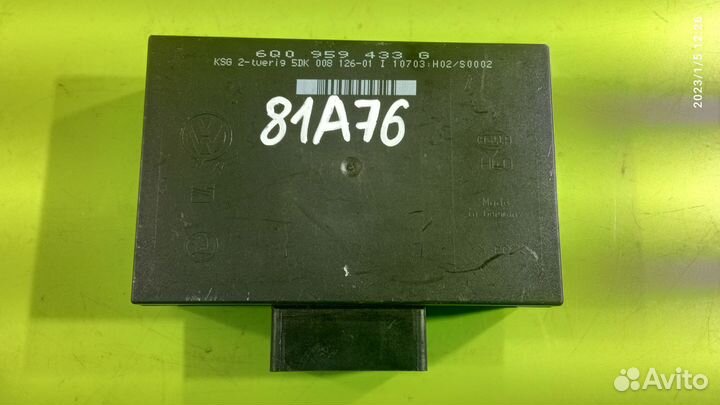 6Q0 959 433 G
KSG 2-tuerig 5DK 008 126-01 I 10703:H02/S0002
81A76
Made
in Germany
2023/1/5 12:26
Avito